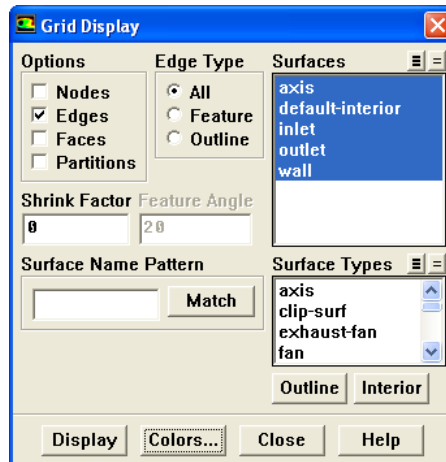 Grid Display
Options
Nodes
Edges
Faces
Partitions
Edge Type
All
Feature
Outline
Surfaces
axis
default-interior
inlet
outlet
wall
Shrink Factor
0
Feature Angle
20
Surface Name Pattern
Match
Surface Types
axis
clip-surf
exhaust-fan
fan
Outline
Interior
Display
Colors...
Close
Help